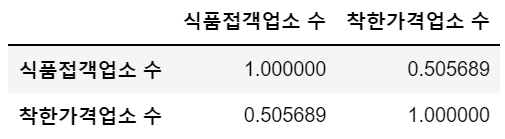 식품접객업소 수 착한가격업소 수
식품접객업소 수 1.000000 0.505689
착한가격업소 수 0.505689 1.000000